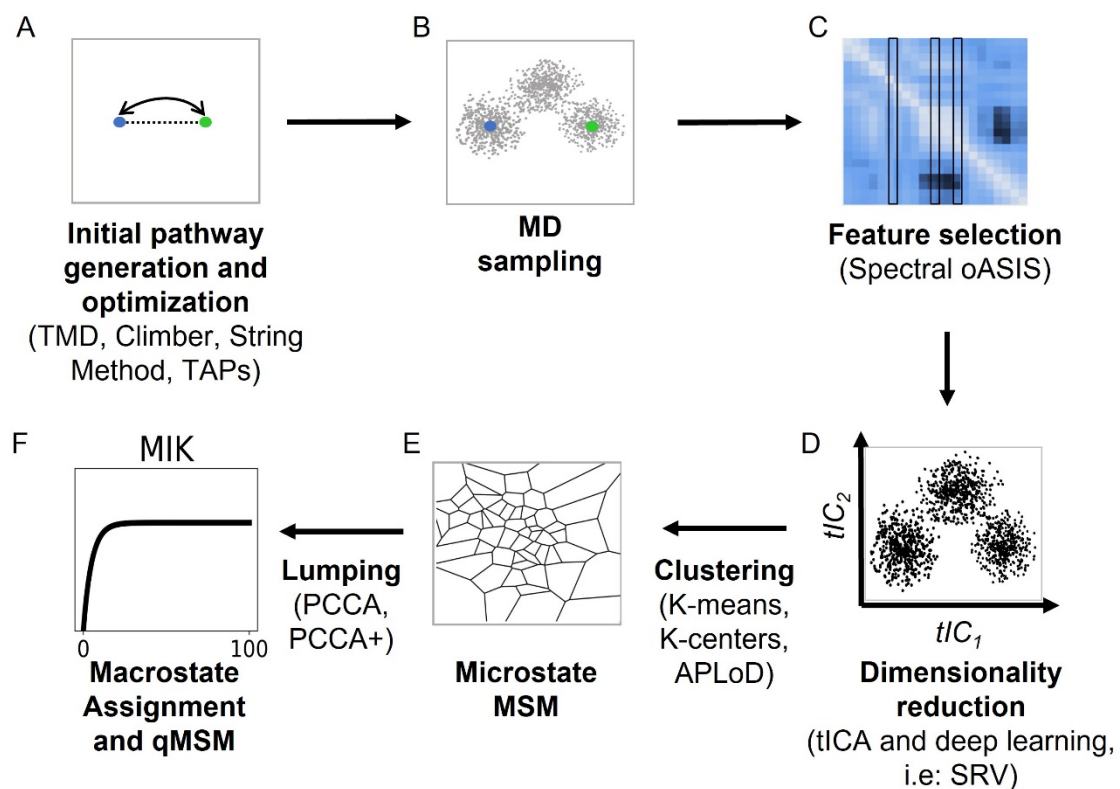 A
Initial pathway
generation and
optimization
(TMD, Climber, String
Method, TAPs)
B
MD
sampling
C
Feature selection
(Spectral oASIS)
D
tIC2
tIC1
Dimensionality
reduction
(tICA and deep learning,
i.e: SRV)
Clustering
(K-means,
K-centers,
APLoD)
E
Microstate
MSM
Lumping
(PCCA,
PCCA+)
F
MIK
0 100
Macrostate
Assignment
and qMSM